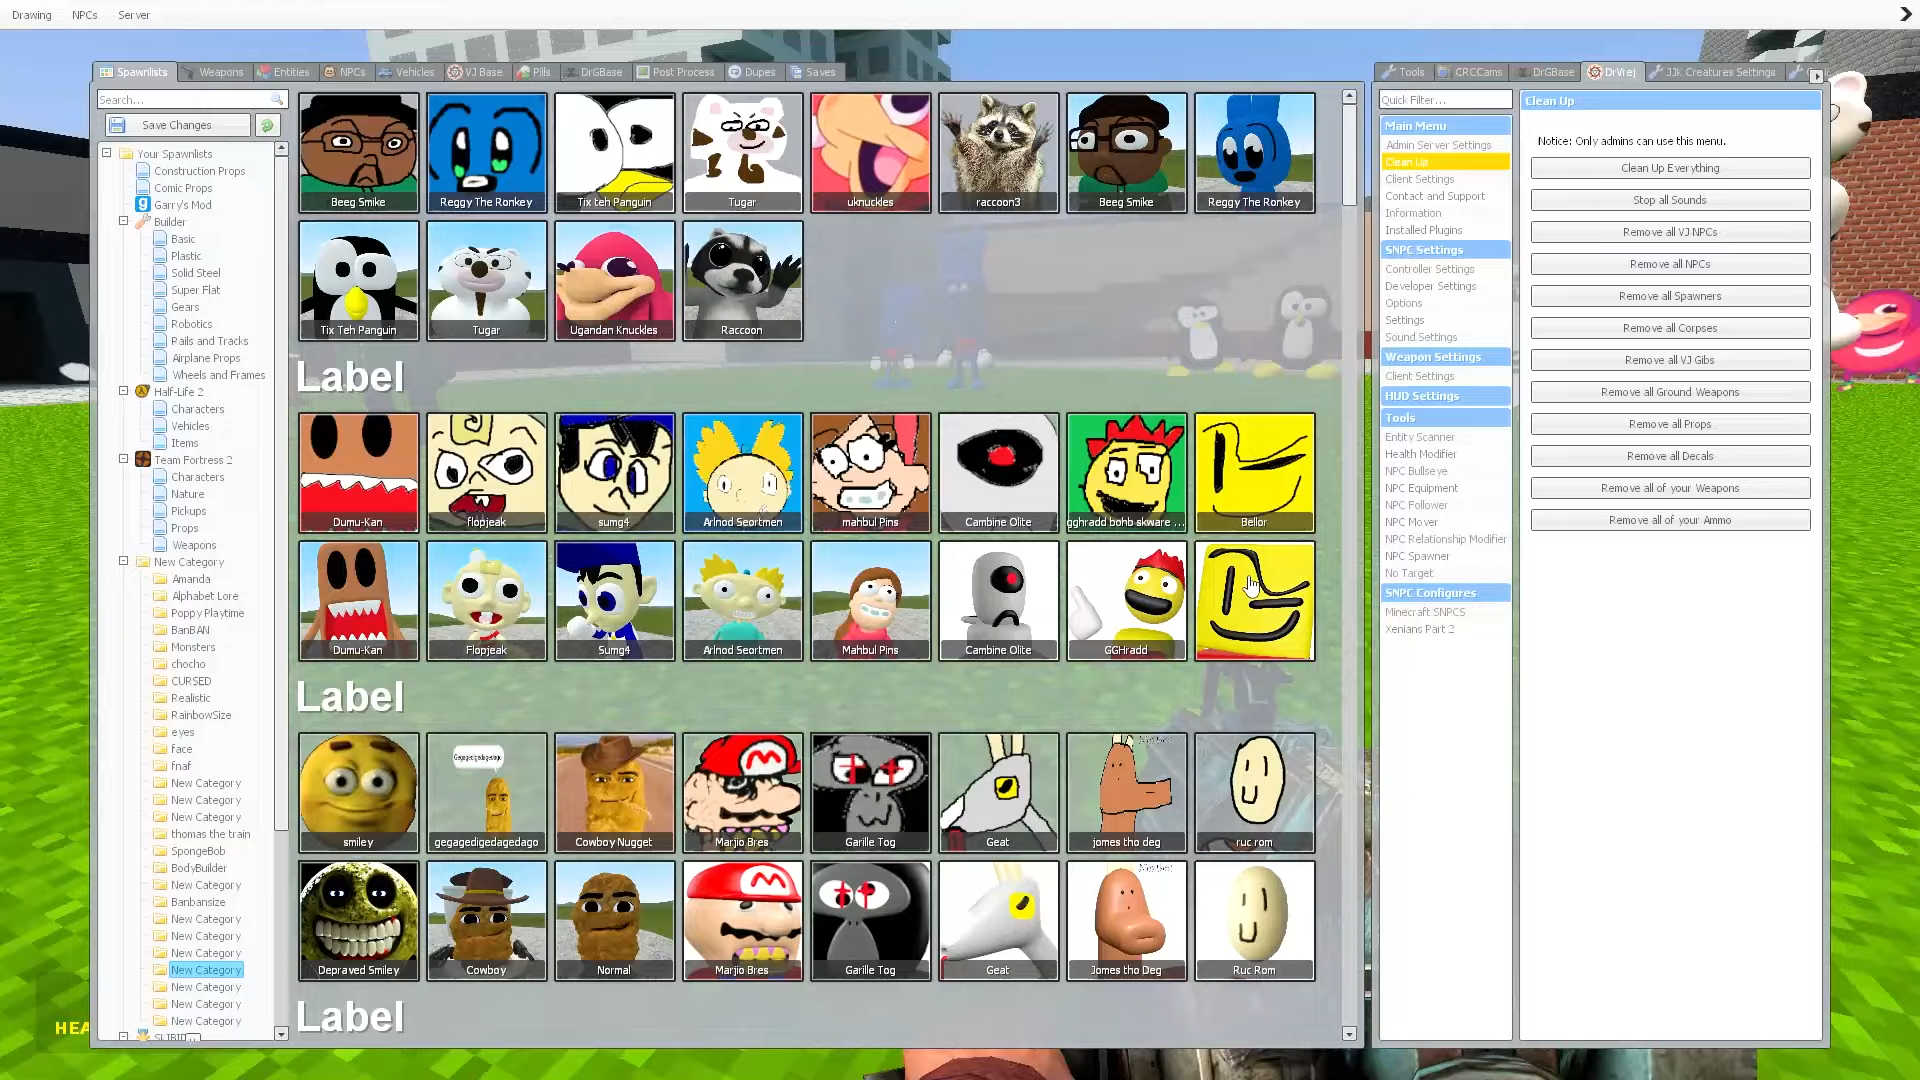 Drawing NPCs Server
Spawnlists Weapons Entities NPCs Vehicles VJ Base Pills DrGBase Post Process Dupes Saves
Search...
Save Changes
Your Spawnlists
Construction Props
Comic Props
Garry's Mod
Builder
Basic
Plastic
Solid Steel
Super Flat
Gears
Robotics
Rails and Tracks
Airplane Props
Wheels and Frames
Half-Life 2
Characters
Vehicles
Items
Team Fortress 2
Characters
Nature
Pickups
Props
Weapons
New Category
Amanda
Alphabet Lore
Poppy Playtime
BanBAN
Monsters
chocho
CURSED
Realistic
RainbowSize
eyes
face
fnaf
New Category
New Category
New Category
thomas the train
SpongeBob
BodyBuilder
New Category
Banbansize
New Category
New Category
New Category
New Category
New Category
New Category
New Category
HEA
Beeg Smike Reggy The Ronkey Tix teh Panguin Tugar uknuckles raccoon3 Beeg Smike Reggy The Ronkey
Tix Teh Panguin Tugar Ugandan Knuckles Raccoon
Label
Dumu-Kan flopjeak sumg4 Arlnod Seortmen mahbul Pins Cambine Olite gghradd bohb skware ... Bellor
Dumu-Kan Flopjeak Sumg4 Arlnod Seortmen Mahbul Pins Cambine Olite GGHradd
Label
Gegagedigedagedago
smiley gegagedigedagedago Cowboy Nugget Marjio Bres Garille Tog Geat jomes tho deg ruc rom
Depraved Smiley Cowboy Normal Marjio Bres Garille Tog Geat Jomes tho Deg Ruc Rom
Label
Tools CRCCams DrGBase DrVrej JJK Creatures Settings
Quick Filter...
Main Menu
Admin Server Settings
Clean Up
Client Settings
Contact and Support
Information
Installed Plugins
SNPC Settings
Controller Settings
Developer Settings
Options
Settings
Sound Settings
Weapon Settings
Client Settings
HUD Settings
Tools
Entity Scanner
Health Modifier
NPC Bullseye
NPC Equipment
NPC Follower
NPC Mover
NPC Relationship Modifier
NPC Spawner
No Target
SNPC Configures
Minecraft SNPCS
Xenians Part 2
Clean Up
Notice: Only admins can use this menu.
Clean Up Everything
Stop all Sounds
Remove all VJ NPCs
Remove all NPCs
Remove all Spawners
Remove all Corpses
Remove all VJ Gibs
Remove all Ground Weapons
Remove all Props
Remove all Decals
Remove all of your Weapons
Remove all of your Ammo